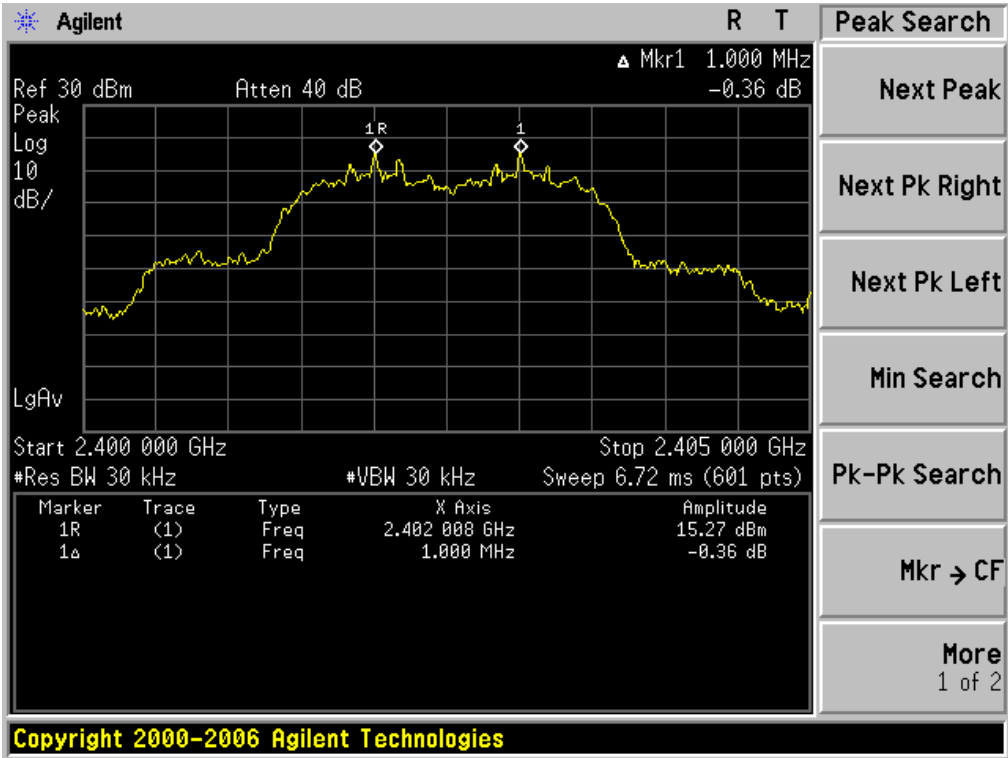 Agilent R T
Peak Search
Δ Mkr1 1.000 MHz
Ref 30 dBm Atten 40 dB -0.36 dB
Peak
Log
10
dB/
1R 1
LgAv
Start 2.400 000 GHz Stop 2.405 000 GHz
#Res BW 30 kHz #VBW 30 kHz Sweep 6.72 ms (601 pts)
Marker Trace Type X Axis Amplitude
1R (1) Freq 2.402 008 GHz 15.27 dBm
1Δ (1) Freq 1.000 MHz -0.36 dB
Next Peak
Next Pk Right
Next Pk Left
Min Search
Pk-Pk Search
Mkr → CF
More
1 of 2
Copyright 2000-2006 Agilent Technologies